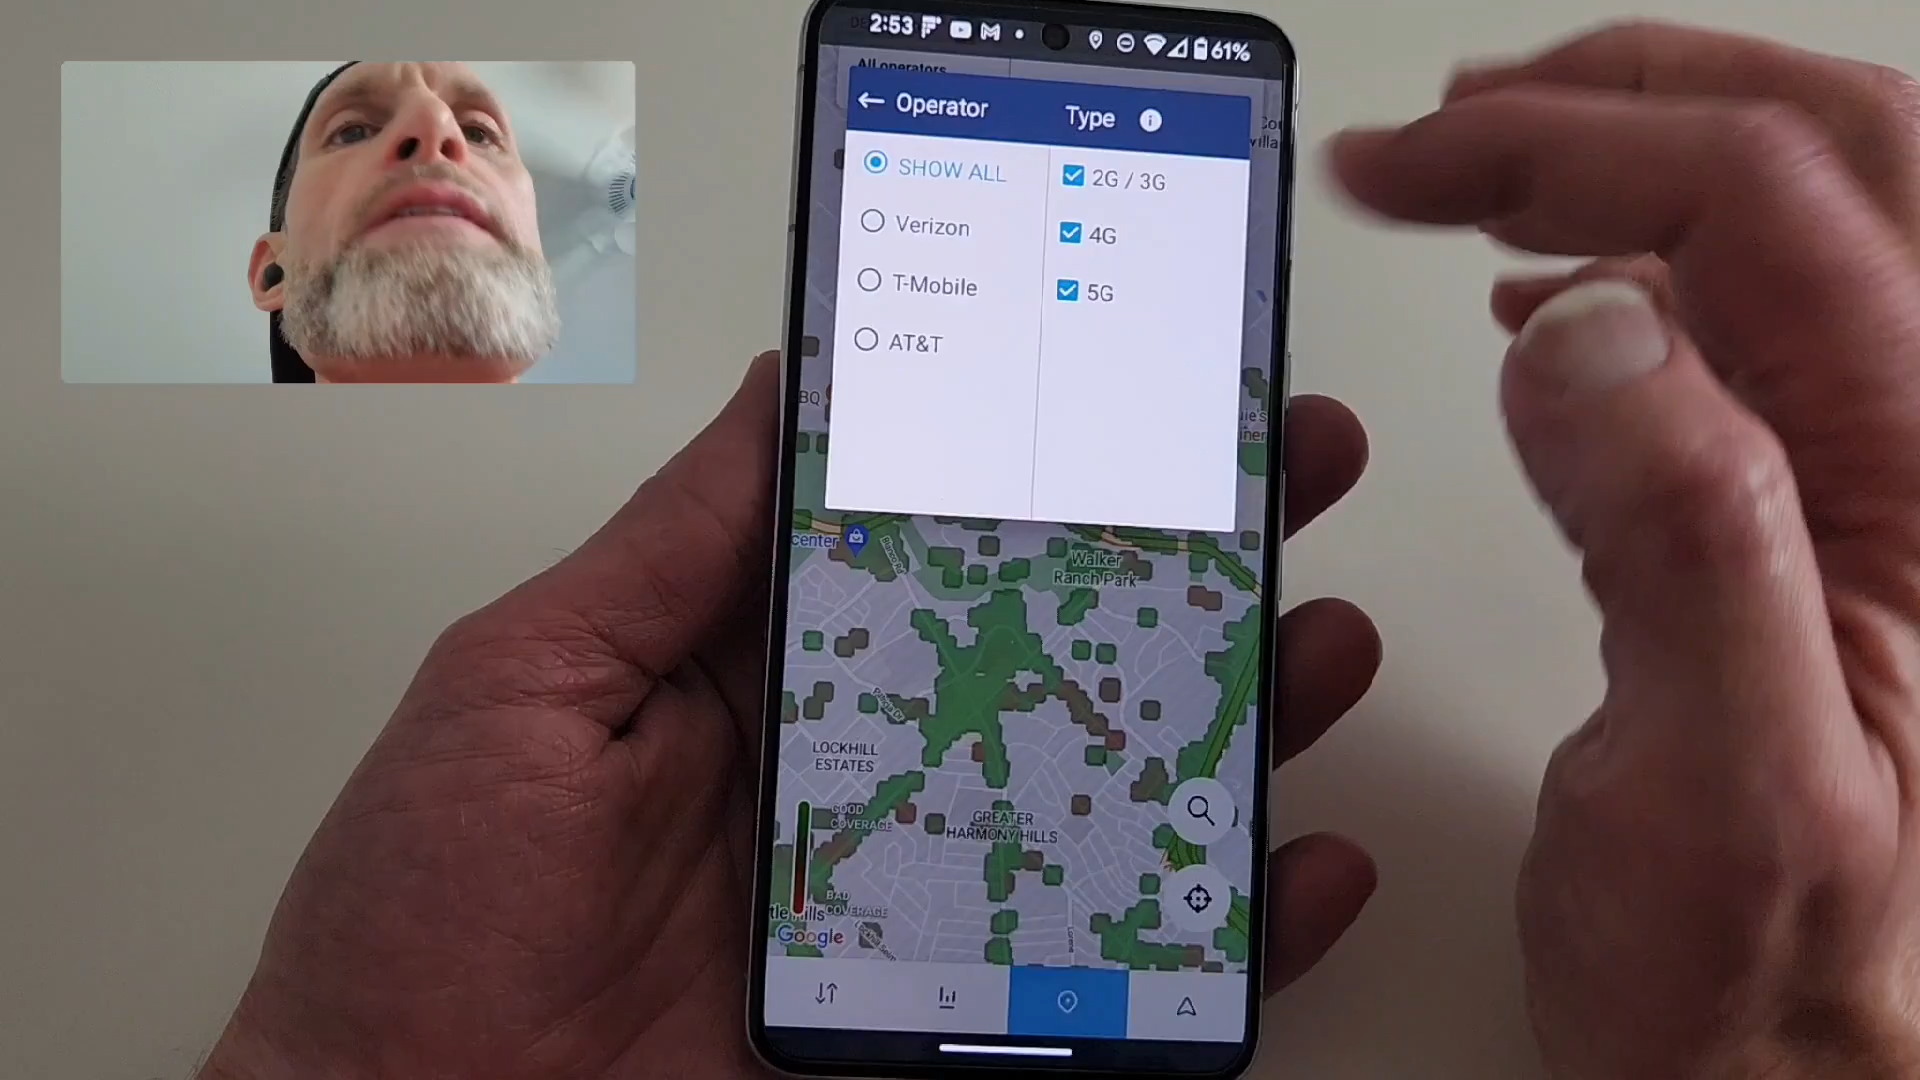 2:53
61%
All operators
Operator
Type
SHOW ALL
Verizon
T-Mobile
AT&T
2G / 3G
4G
5G
BQ
center
Walker
Ranch Park
LOCKHILL
ESTATES
GOOD
COVERAGE
GREATER
HARMONY HILLS
BAD
COVERAGE
Google